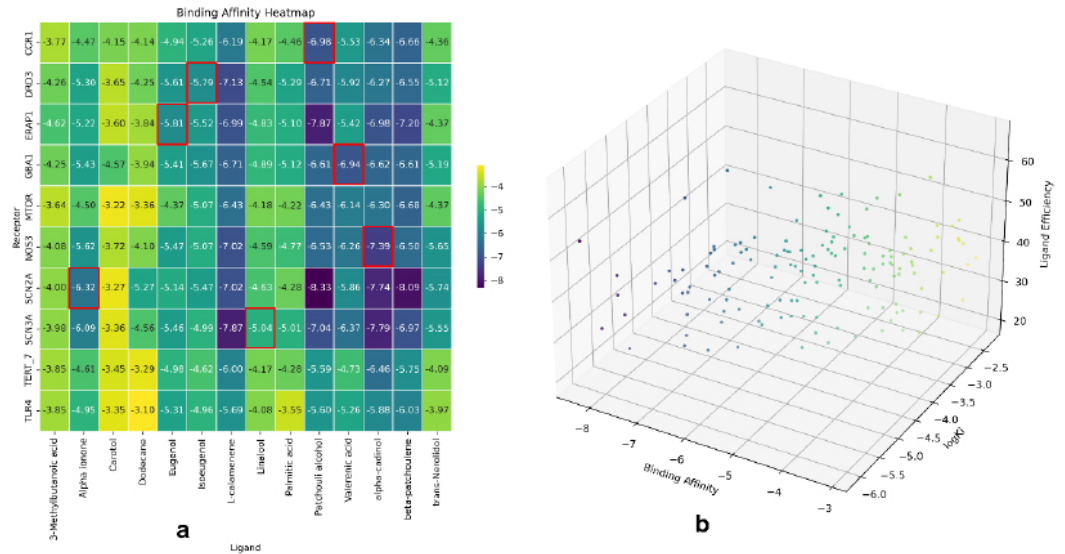 Binding Affinity Heatmap
CCR1 -3.77 -4.47 -4.15 -4.14 -4.94 -5.26 -6.19 -4.17 -4.46 -6.98 -5.53 -6.34 -6.66 -4.36
DRD3 -4.26 -5.30 -3.65 -4.25 -5.61 -5.79 -7.13 -4.54 -5.29 -6.71 -5.92 -6.27 -6.55 -5.12
ERAP1 -4.62 -5.22 -3.60 -3.84 -5.81 -5.52 -6.99 -4.83 -5.10 -7.87 -5.42 -6.98 -7.20 -4.37
GBA1 -4.25 -5.43 -4.57 -3.94 -5.41 -5.67 -6.71 -4.89 -5.12 -6.61 -6.94 -6.62 -6.61 -5.19
MTOR -3.64 -4.50 -3.22 -3.36 -4.37 -5.07 -6.43 -4.18 -4.22 -6.43 -6.14 -6.30 -6.68 -4.37
NOS3 -4.08 -5.62 -3.72 -4.10 -5.47 -5.07 -7.02 -4.59 -4.77 -6.53 -6.26 -7.39 -6.50 -5.65
SCN2A -4.00 -6.32 -3.27 -5.27 -5.14 -5.47 -7.02 -4.63 -4.28 -8.33 -5.86 -7.74 -8.09 -5.74
SCN3A -3.98 -6.09 -3.36 -4.56 -5.46 -4.99 -7.87 -5.04 -5.01 -7.04 -6.37 -7.79 -6.97 -5.55
TERT_7 -3.85 -4.61 -3.45 -3.29 -4.98 -4.62 -6.00 -4.17 -4.28 -5.59 -4.73 -6.46 -5.75 -4.09
TLR4 -3.85 -4.95 -3.35 -3.10 -5.31 -4.96 -5.69 -4.08 -3.55 -5.60 -5.26 -5.88 -6.03 -3.97
Receptor
3-Methylbutanoic acid
Alpha ionone
Carotol
Dodecane
Eugenol
Isoeugenol
L-calamenene
Linalool
Palmitic acid
Patchouli alcohol
Valerenic acid
alpha-cadinol
beta-patchoulene
trans-Nerolidol
Ligand
a
-4
-5
-6
-7
-8
60
50
40
30
20
Ligand Efficiency
-2.5
-3.0
-3.5
-4.0
-4.5
-5.0
-5.5
-6.0
logKi
-8
-7
-6
-5
-4
-3
Binding Affinity
b